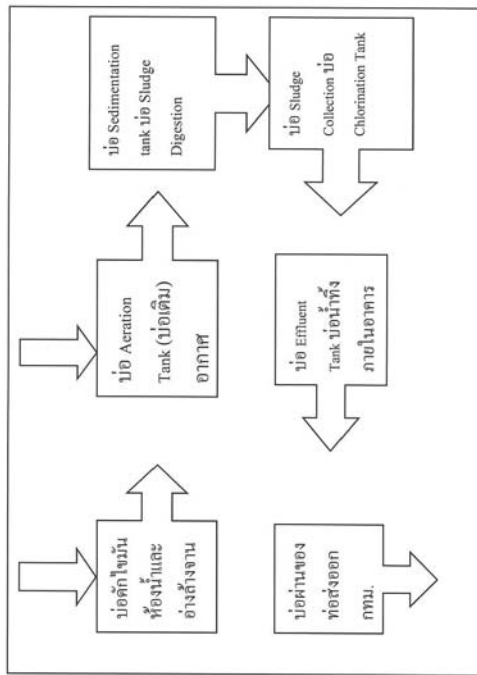 บ่อดักไขมัน
ห้องน้ำและ
อ่างล้างจาน
บ่อ Aeration
Tank (บ่อเติม)
อากาศ
บ่อ Sedimentation
tank บ่อ Sludge
Digestion
บ่อ Sludge
Collection บ่อ
Chlorination Tank
บ่อ Effluent
Tank บ่อน้ำทิ้ง
ภายในอาคาร
บ่อผ่านของ
ท่อส่งออก
กทม.